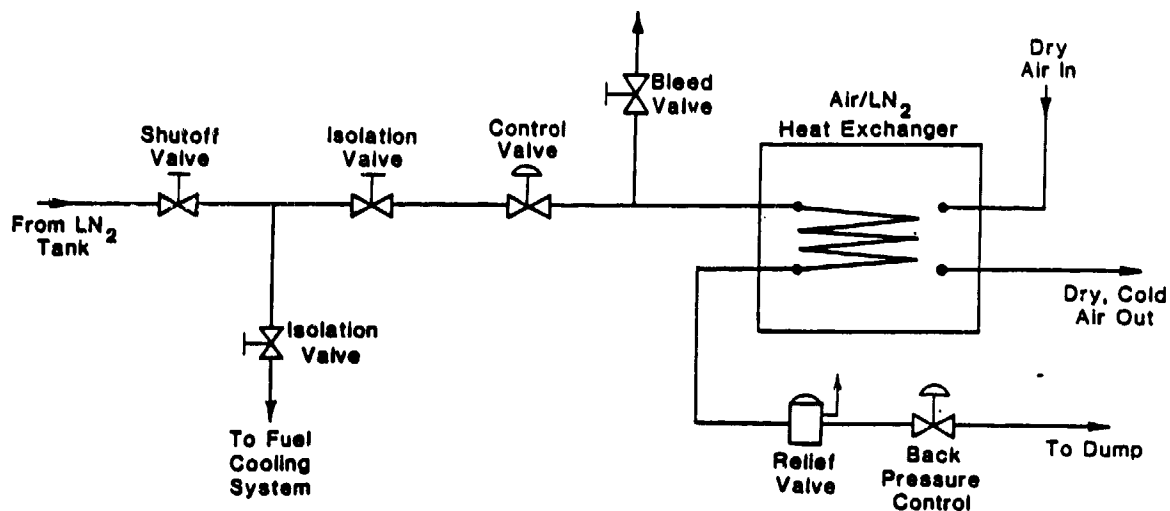 Bleed
Valve
Dry
Air In
Air/LN2
Heat Exchanger
Shutoff
Valve
Isolation
Valve
Control
Valve
From LN2
Tank
Dry, Cold
Air Out
Isolation
Valve
To Fuel
Cooling
System
Relief
Valve
Back
Pressure
Control
To Dump